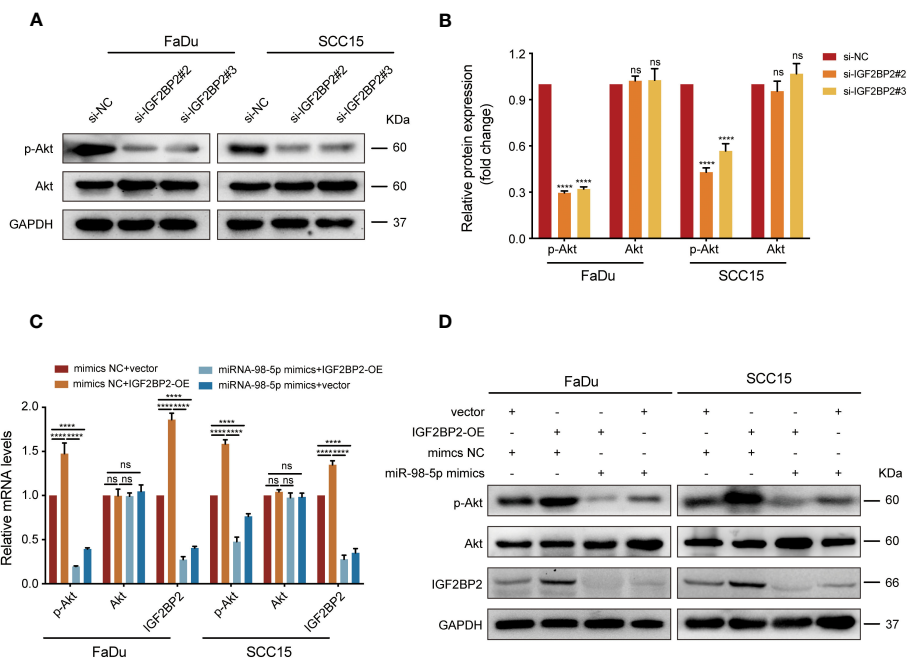 A
FaDu
SCC15
si-NC
si-IGF2BP2#2
si-IGF2BP2#3
si-NC
si-IGF2BP2#2
si-IGF2BP2#3
KDa
p-Akt
60
Akt
60
GAPDH
37
B
Relative protein expression
(fold change)
1.2
0.9
0.6
0.3
0.0
**** ****
ns ns
**** ****
ns ns
si-NC
si-IGF2BP2#2
si-IGF2BP2#3
p-Akt Akt p-Akt Akt
FaDu SCC15
C
mimics NC+vector
mimics NC+IGF2BP2-OE
miRNA-98-5p mimics+IGF2BP2-OE
miRNA-98-5p mimics+vector
Relative mRNA levels
2.0
1.5
1.0
0.5
0.0
****
********
ns
ns ns
****
********
****
********
ns
ns ns
****
********
p-Akt Akt IGF2BP2 p-Akt Akt IGF2BP2
FaDu SCC15
D
FaDu SCC15
vector + - - + + - - +
IGF2BP2-OE - + + - - + + -
mimcs NC + + - - + + - -
miR-98-5p mimics - - + + - - + +
KDa
p-Akt 60
Akt 60
IGF2BP2 66
GAPDH 37